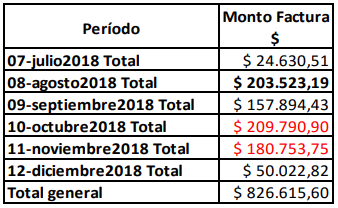 Período Monto Factura $
07-julio2018 Total $ 24.630,51
08-agosto2018 Total $ 203.523,19
09-septiembre2018 Total $ 157.894,43
10-octubre2018 Total $ 209.790,90
11-noviembre2018 Total $ 180.753,75
12-diciembre2018 Total $ 50.022,82
Total general $ 826.615,60